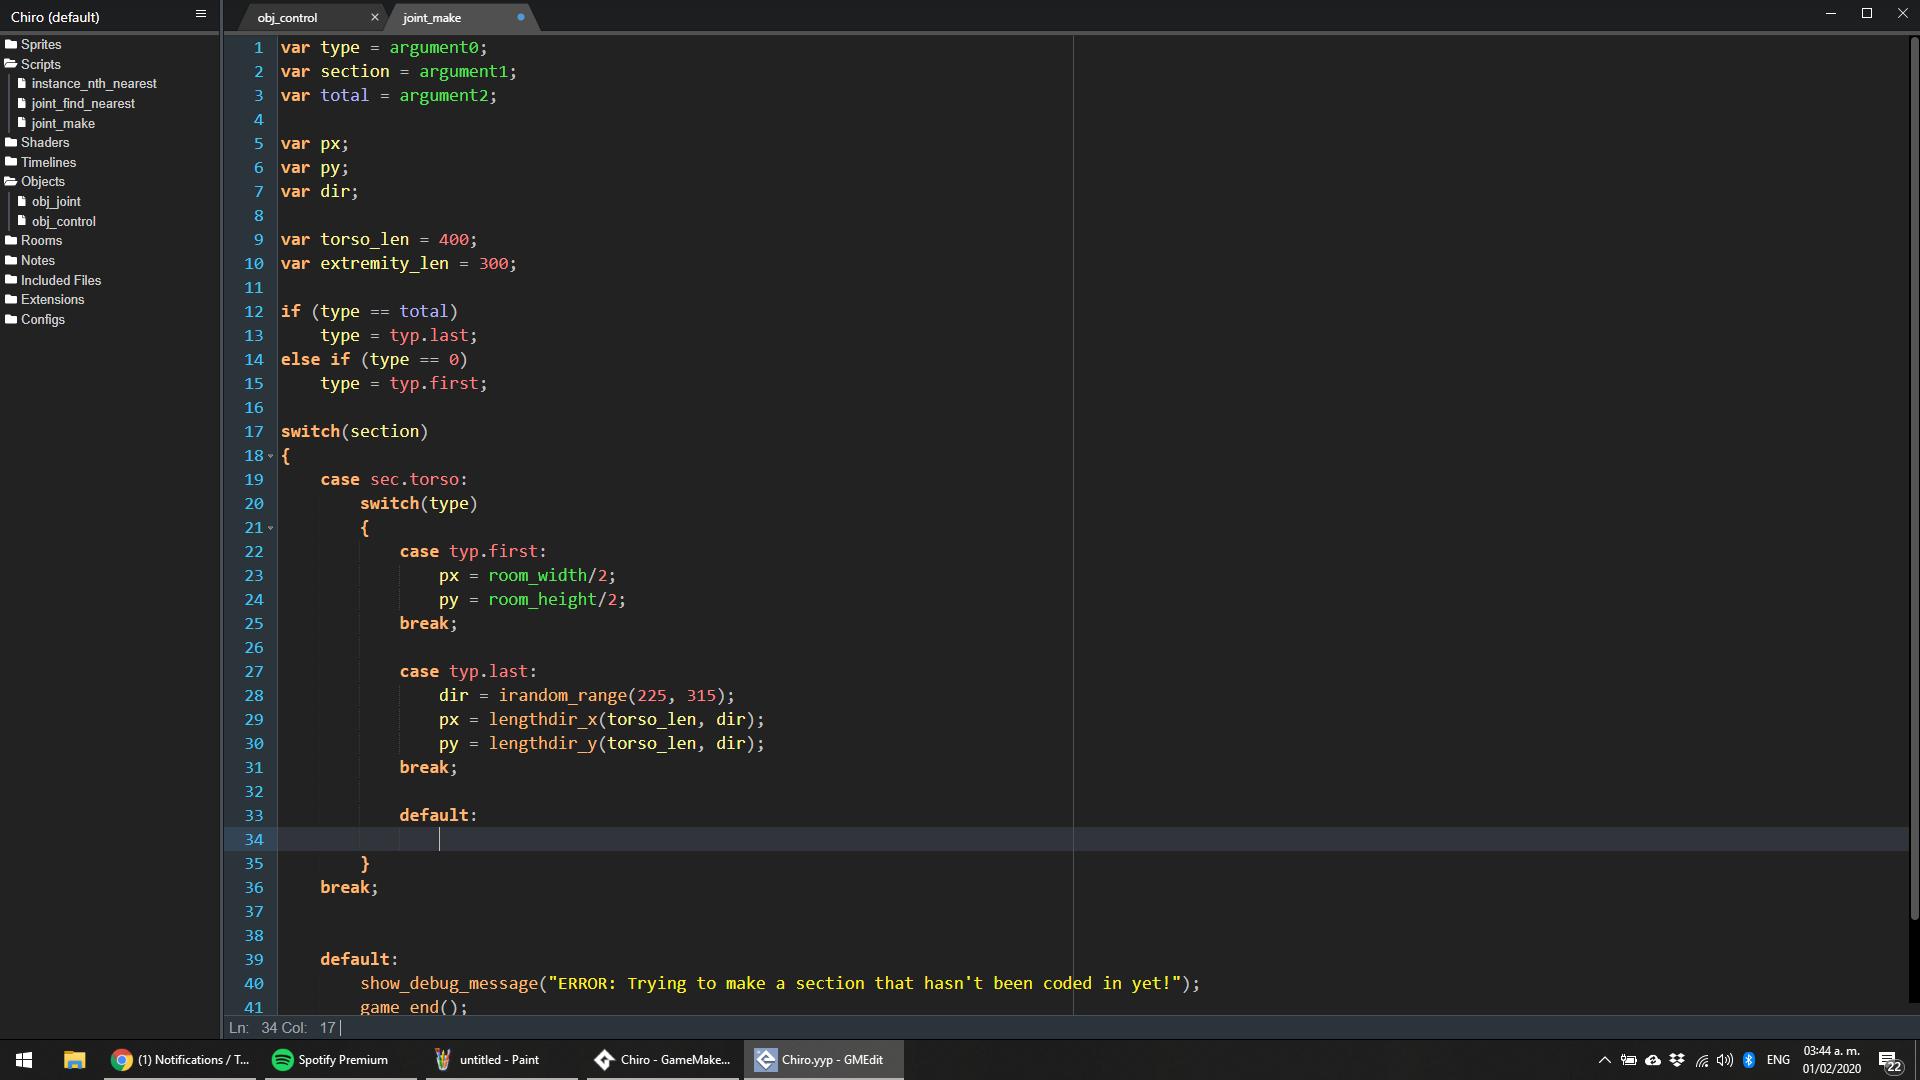 Chiro (default)
obj_control
joint_make
Sprites
Scripts
instance_nth_nearest
joint_find_nearest
joint_make
Shaders
Timelines
Objects
obj_joint
obj_control
Rooms
Notes
Included Files
Extensions
Configs
1 var type = argument0;
2 var section = argument1;
3 var total = argument2;
4
5 var px;
6 var py;
7 var dir;
8
9 var torso_len = 400;
10 var extremity_len = 300;
11
12 if (type == total)
13     type = typ.last;
14 else if (type == 0)
15     type = typ.first;
16
17 switch(section)
18 {
19     case sec.torso:
20         switch(type)
21         {
22             case typ.first:
23                 px = room_width/2;
24                 py = room_height/2;
25             break;
26
27             case typ.last:
28                 dir = irandom_range(225, 315);
29                 px = lengthdir_x(torso_len, dir);
30                 py = lengthdir_y(torso_len, dir);
31             break;
32
33             default:
34
35         }
36     break;
37
38
39     default:
40         show_debug_message("ERROR: Trying to make a section that hasn't been coded in yet!");
41         game_end();
Ln: 34 Col: 17
(1) Notifications / T...
Spotify Premium
untitled - Paint
Chiro - GameMake...
Chiro.yyp - GMEdit
ENG
03:44 a. m.
01/02/2020
22